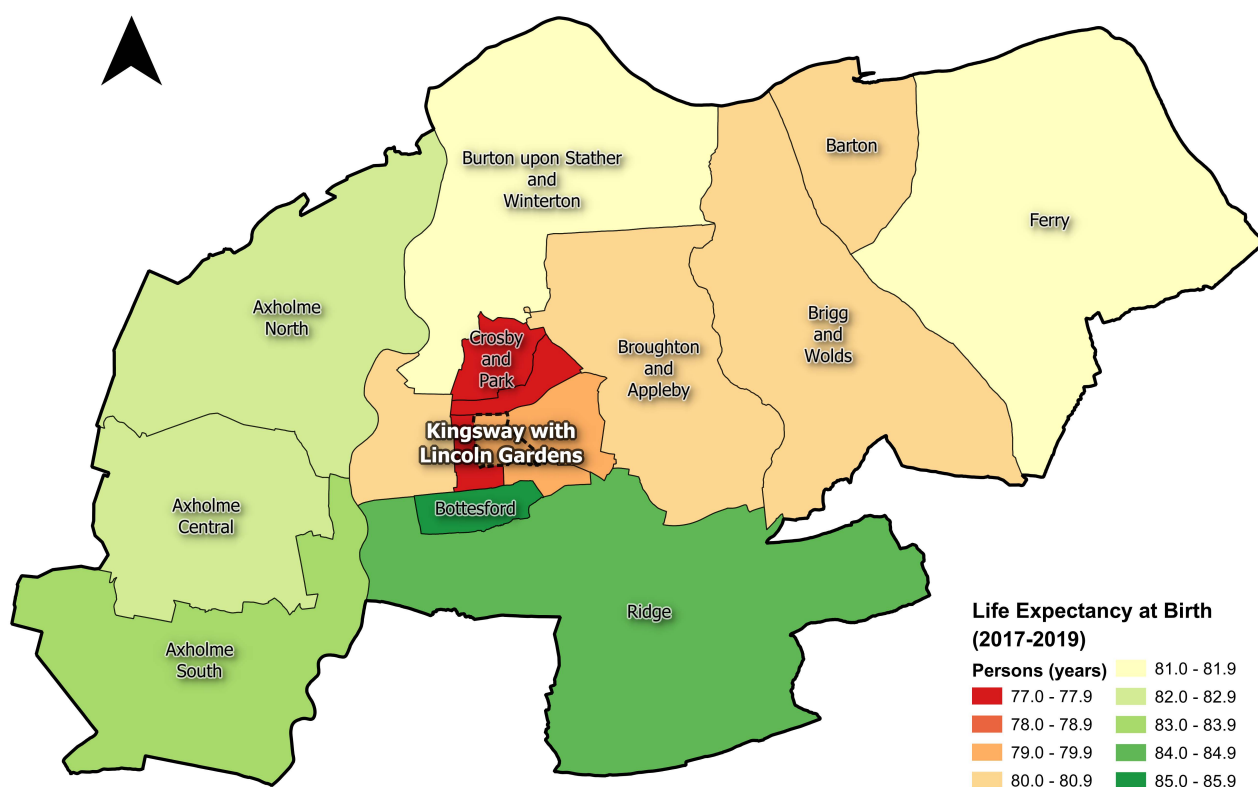 Burton upon Stather
and
Winterton
Barton
Ferry
Axholme
North
Crosby
and
Park
Broughton
and
Appleby
Brigg
and
Wolds
Kingsway with
Lincoln Gardens
Axholme
Central
Bottesford
Ridge
Axholme
South
Life Expectancy at Birth
(2017-2019)
Persons (years)
77.0 - 77.9
78.0 - 78.9
79.0 - 79.9
80.0 - 80.9
81.0 - 81.9
82.0 - 82.9
83.0 - 83.9
84.0 - 84.9
85.0 - 85.9